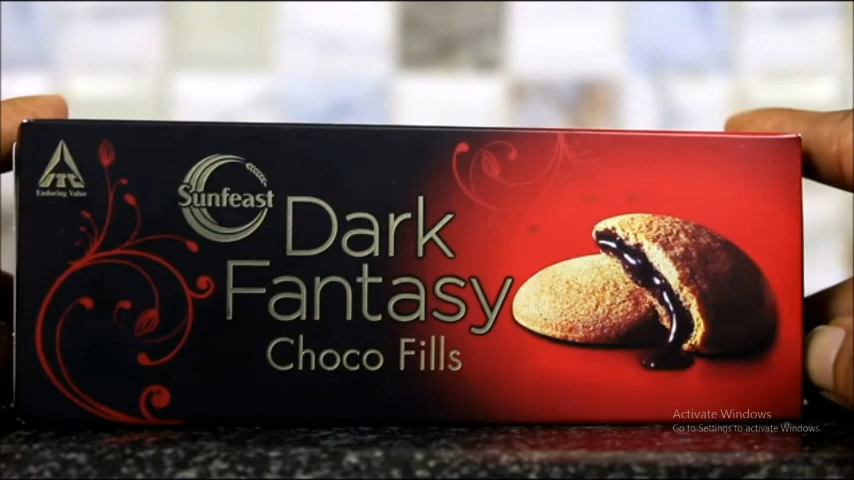 ITC
Enduring Value
Sunfeast
Dark
Fantasy
Choco Fills
Activate Windows
Go to Settings to activate Windows.